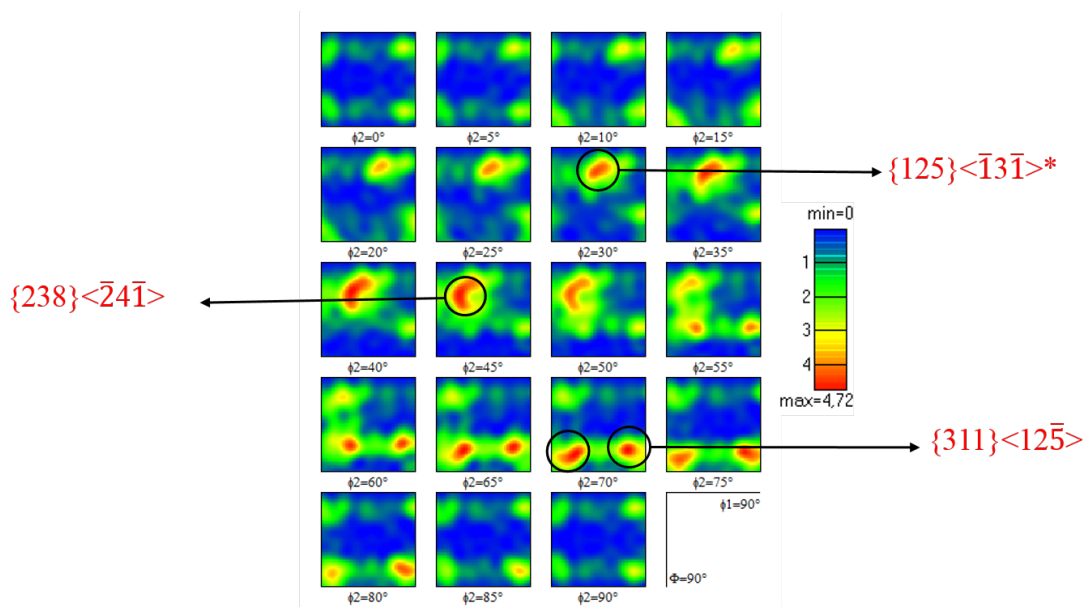 ϕ2=0° ϕ2=5° ϕ2=10° ϕ2=15°
{125}<1̅31̅>*
ϕ2=20° ϕ2=25° ϕ2=30° ϕ2=35°
min=0
1
2
3
4
max=4,72
{238}<2̅41̅>
ϕ2=40° ϕ2=45° ϕ2=50° ϕ2=55°
{311}<125̅>
ϕ2=60° ϕ2=65° ϕ2=70° ϕ2=75°
ϕ1=90°
Φ=90°
ϕ2=80° ϕ2=85° ϕ2=90°